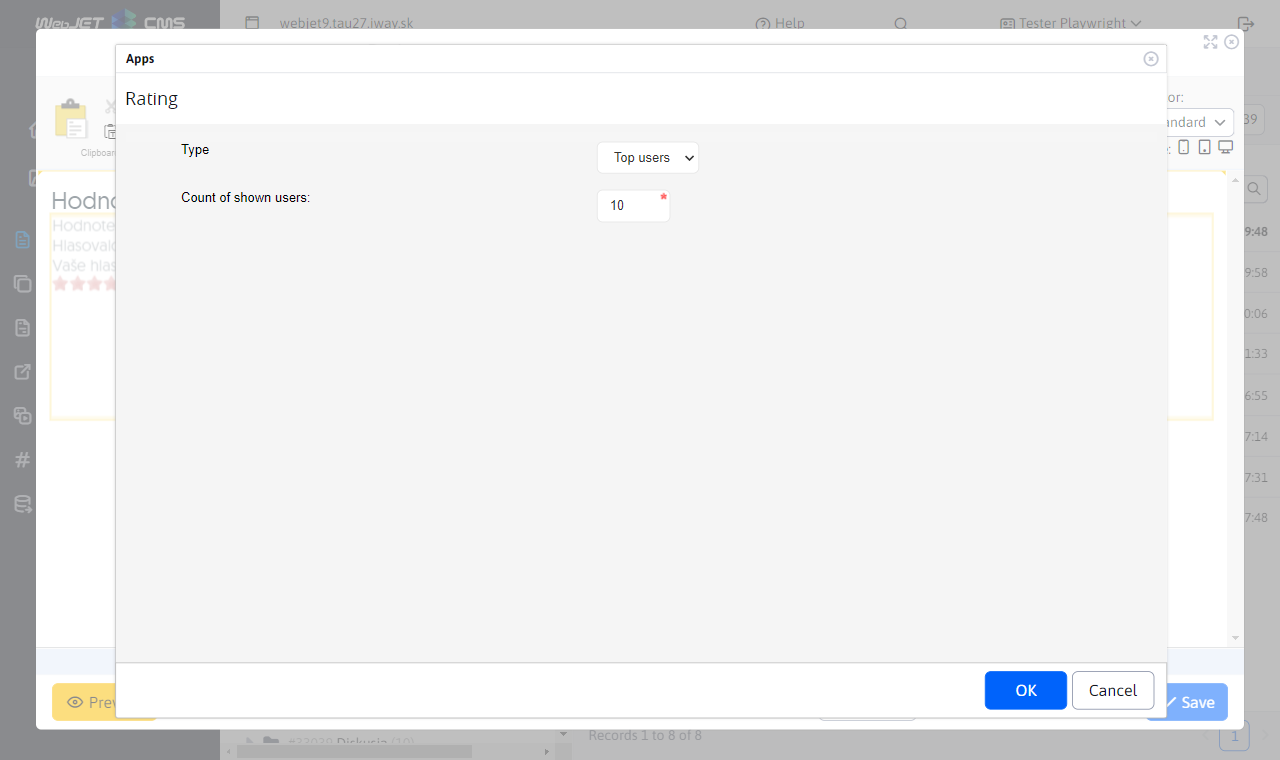 WebJET CMS
webjet9.tau27.iway.sk
Help
Tester Playwright
Apps
Rating
or:
andard
39
Clipboar
e:
Type
Top users
Count of shown users:
10
*
Hodno
Hodnote
Hlasoval
Vaše hlas
9:48
9:58
0:06
1:33
6:55
7:14
7:31
7:48
OK
Cancel
Prev
Save
Diskusia (10)
Records 1 to 8 of 8
1